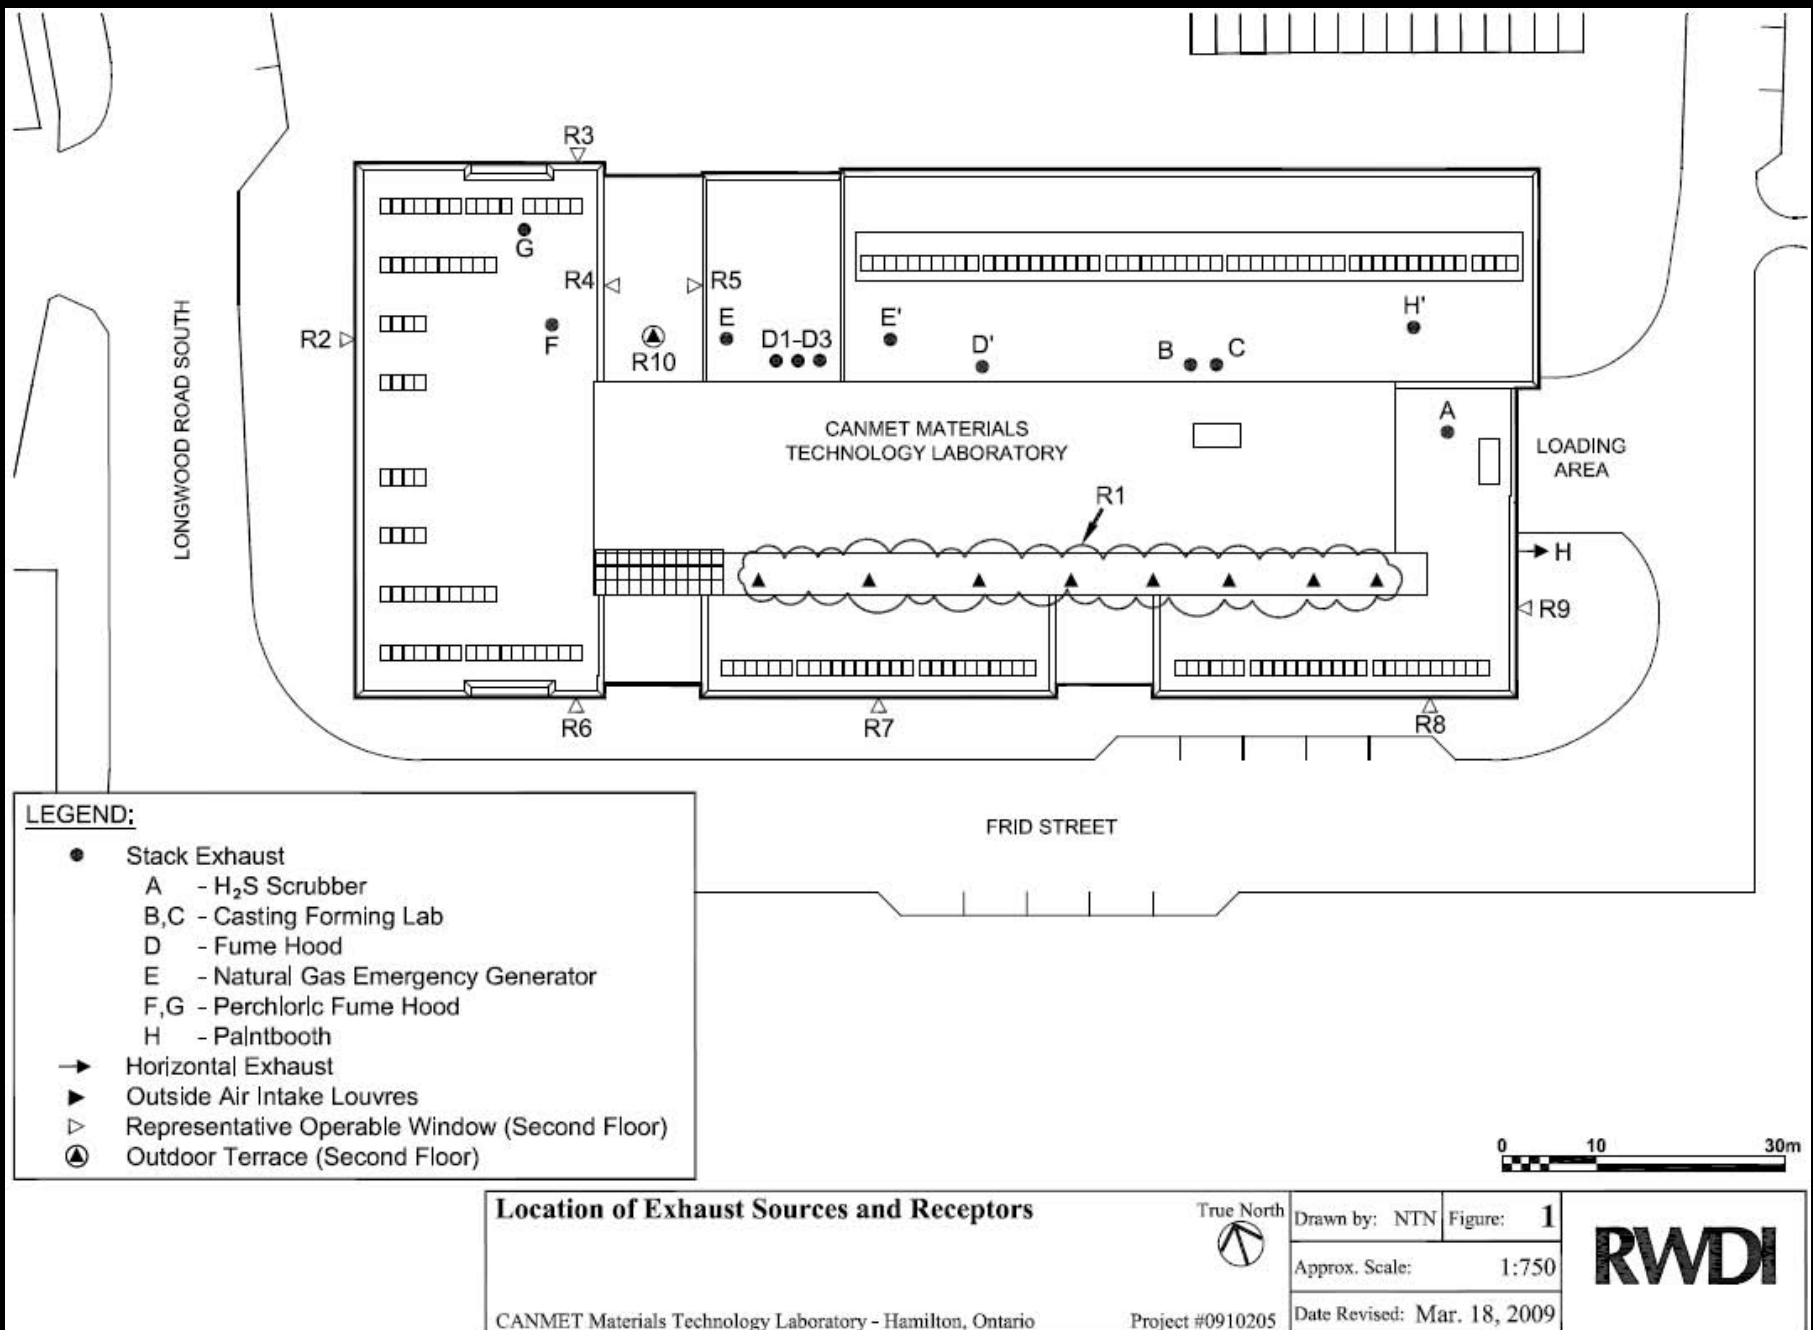 R3
G
R4
R5
LONGWOOD ROAD SOUTH
R2
F
R10
E
D1-D3
E'
D'
B
C
H'
A
CANMET MATERIALS
TECHNOLOGY LABORATORY
LOADING
AREA
R1
H
R9
R6
R7
R8
FRID STREET
LEGEND:
Stack Exhaust
A - H₂S Scrubber
B,C - Casting Forming Lab
D - Fume Hood
E - Natural Gas Emergency Generator
F,G - Perchloric Fume Hood
H - Paintbooth
Horizontal Exhaust
Outside Air Intake Louvres
Representative Operable Window (Second Floor)
Outdoor Terrace (Second Floor)
0 10 30m
Location of Exhaust Sources and Receptors
True North
Drawn by: NTN Figure: 1
Approx. Scale: 1:750
Date Revised: Mar. 18, 2009
CANMET Materials Technology Laboratory - Hamilton, Ontario Project #0910205
RWDI